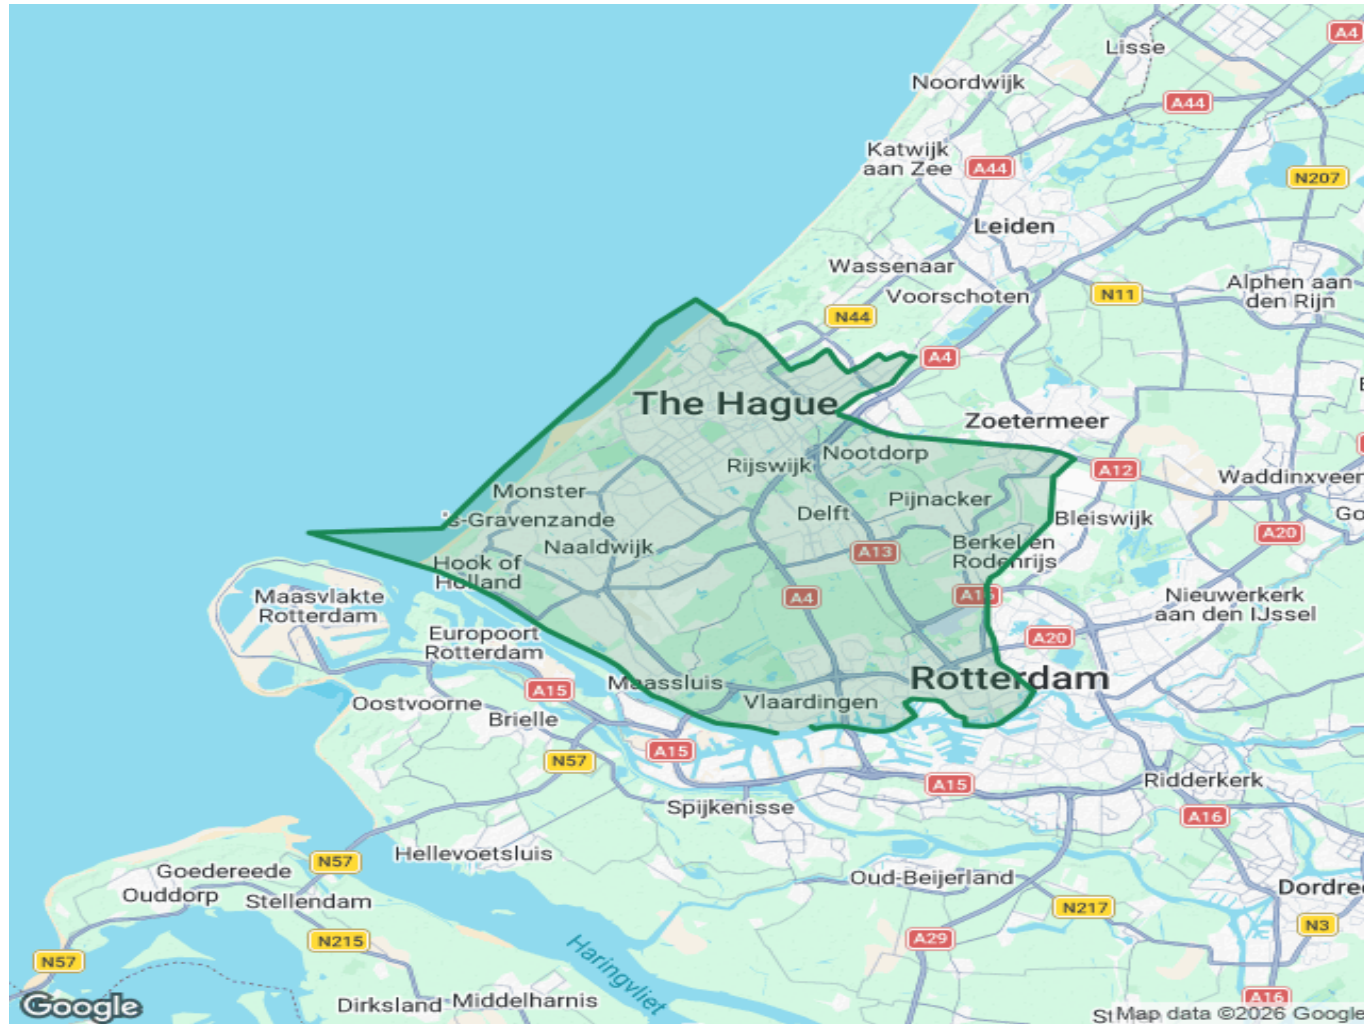 Lisse
A4
Noordwijk
A44
Katwijk
aan Zee
A44
N207
Leiden
Wassenaar
Voorschoten
N11
Alphen aan
den Rijn
N44
A4
The Hague
Zoetermeer
Nootdorp
Rijswijk
A12
Waddinxveen
Monster
Pijnacker
Delft
's-Gravenzande
Bleiswijk
Go
A20
Naaldwijk
A13
Berkel en
Rodenrijs
Hook of
Holland
Maasvlakte
Rotterdam
A4
Nieuwerkerk
aan den IJssel
Europoort
Rotterdam
A20
Maassluis
Rotterdam
A15
Oostvoorne
Vlaardingen
Brielle
A15
N57
A15
Ridderkerk
Spijkenisse
A16
Hellevoetsluis
N57
Goedereede
Oud-Beijerland
Dordrec
Ouddorp
Stellendam
N217
N3
N215
A29
N57
Haringvliet
A16
Dirksland
Middelharnis
Google
Map data ©2026 Google